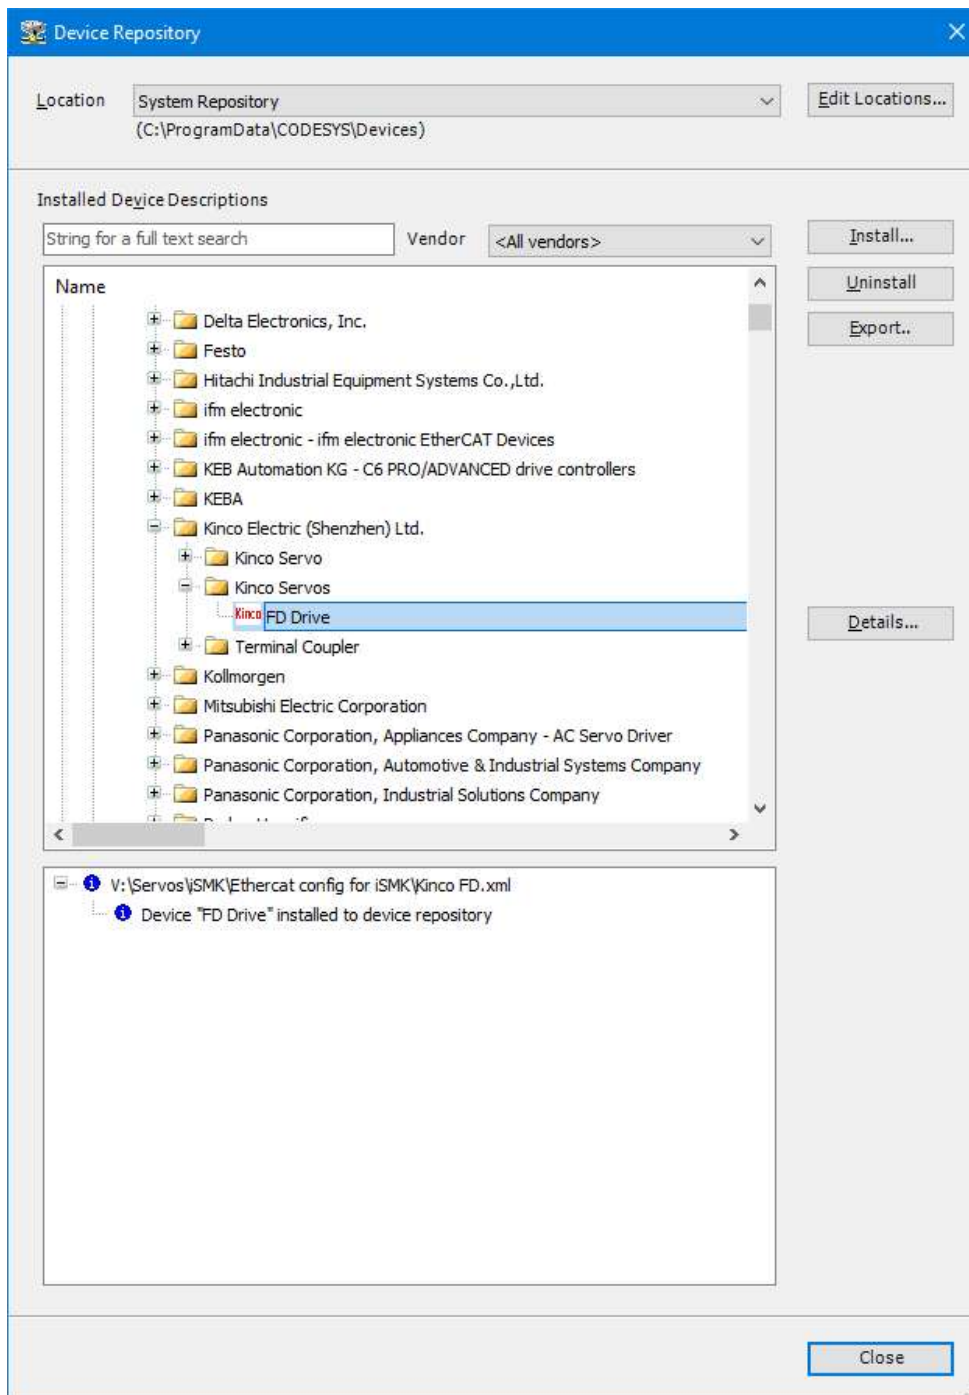 Device Repository
Location System Repository Edit Locations...
(C:\ProgramData\CODESYS\Devices)
Installed Device Descriptions
String for a full text search Vendor <All vendors> Install...
Name Uninstall
Delta Electronics, Inc. Export..
Festo
Hitachi Industrial Equipment Systems Co.,Ltd.
ifm electronic
ifm electronic - ifm electronic EtherCAT Devices
KEB Automation KG - C6 PRO/ADVANCED drive controllers
KEBA
Kinco Electric (Shenzhen) Ltd.
Kinco Servo
Kinco Servos
Kinco FD Drive Details...
Terminal Coupler
Kollmorgen
Mitsubishi Electric Corporation
Panasonic Corporation, Appliances Company - AC Servo Driver
Panasonic Corporation, Automotive & Industrial Systems Company
Panasonic Corporation, Industrial Solutions Company
V:\Servos\iSMK\Ethercat config for iSMK\Kinco FD.xml
Device "FD Drive" installed to device repository
Close